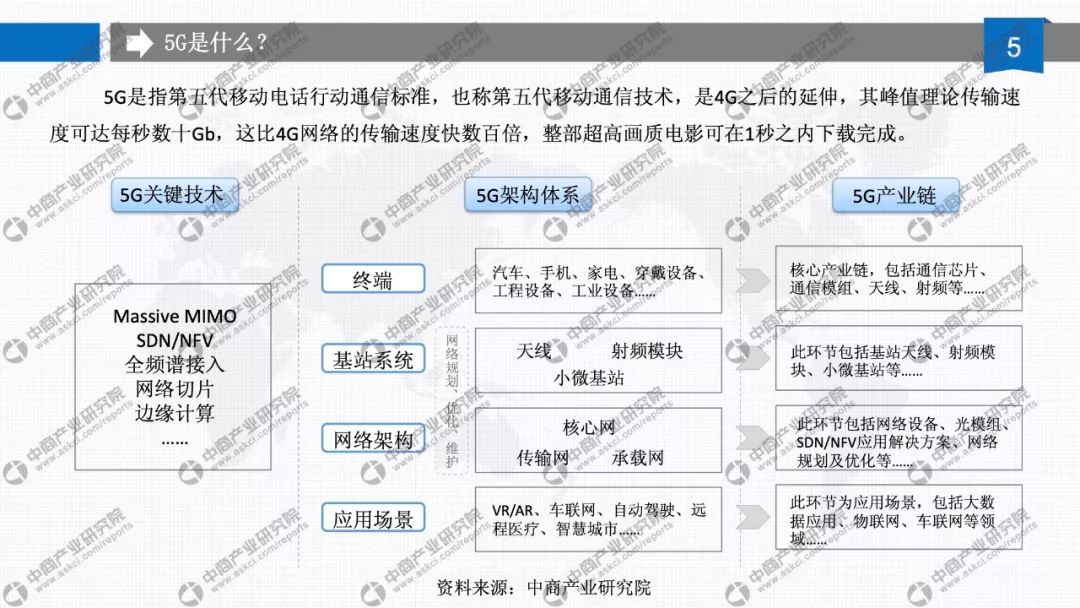 5G是什么?
5
5G是指第五代移动电话行动通信标准，也称第五代移动通信技术，是4G之后的延伸，其峰值理论传输速
度可达每秒数十Gb，这比4G网络的传输速度快数百倍，整部超高画质电影可在1秒之内下载完成。
5G关键技术
Massive MIMO
SDN/NFV
全频谱接入
网络切片
边缘计算
……
5G架构体系
终端
汽车、手机、家电、穿戴设备、
工程设备、工业设备……
基站系统
天线 射频模块
小微基站
网络规划、优化、维护
网络架构
核心网
传输网 承载网
应用场景
VR/AR、车联网、自动驾驶、远
程医疗、智慧城市……
5G产业链
核心产业链，包括通信芯片、
通信模组、天线、射频等……
此环节包括基站天线、射频模
块、小微基站等……
此环节包括网络设备、光模组、
SDN/NFV应用解决方案、网络
规划及优化等……
此环节为应用场景，包括大数
据应用、物联网、车联网等领
域……
资料来源：中商产业研究院
中商产业研究院
www.askci.com/reports